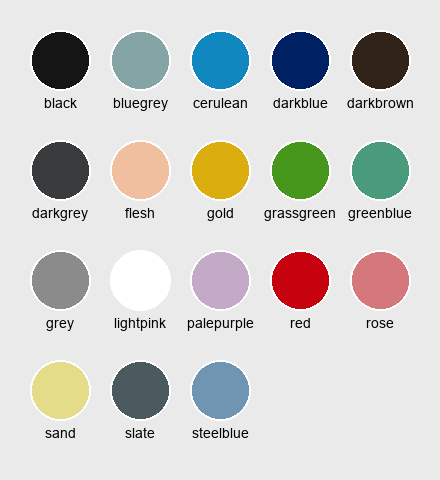 black bluegrey cerulean darkblue darkbrown
darkgrey flesh gold grassgreen greenblue
grey lightpink palepurple red rose
sand slate steelblue